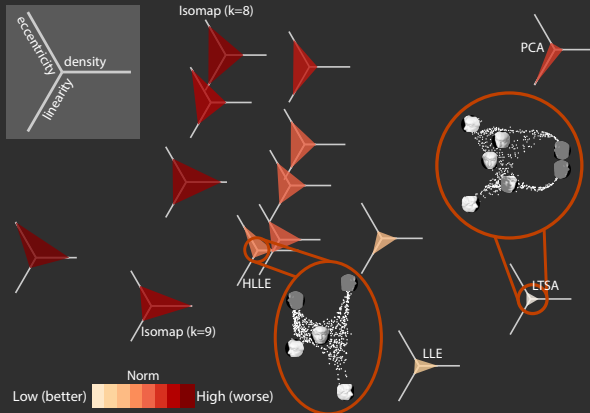 Isomap (k=8)
eccentricity
density
linearity
PCA
HLLE
LTSA
Isomap (k=9)
LLE
Norm
Low (better)
High (worse)